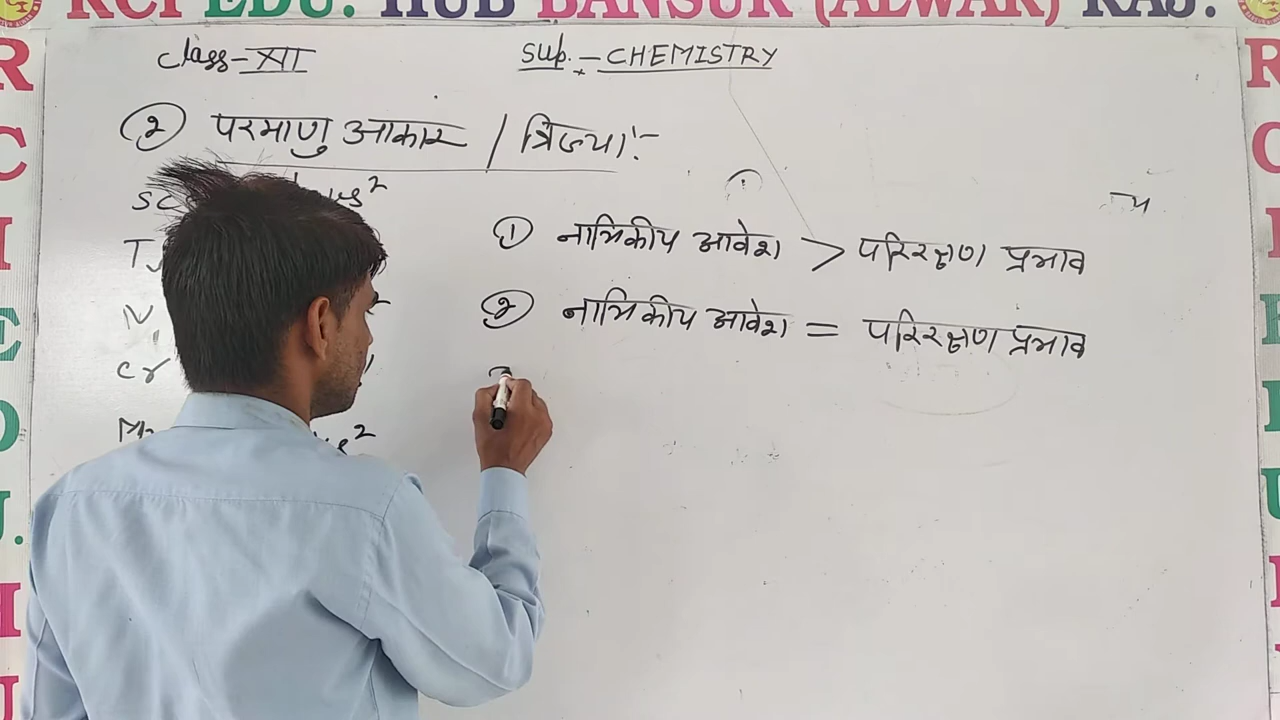 RCI EDU. HUB BANSUR (ALWAR) RAJ.
Class-XII Sub.-CHEMISTRY
② परमाणु आकार / त्रिज्या:-
① नाभिकीय आवेश > परिरक्षण प्रभाव
② नाभिकीय आवेश = परिरक्षण प्रभाव
Cr